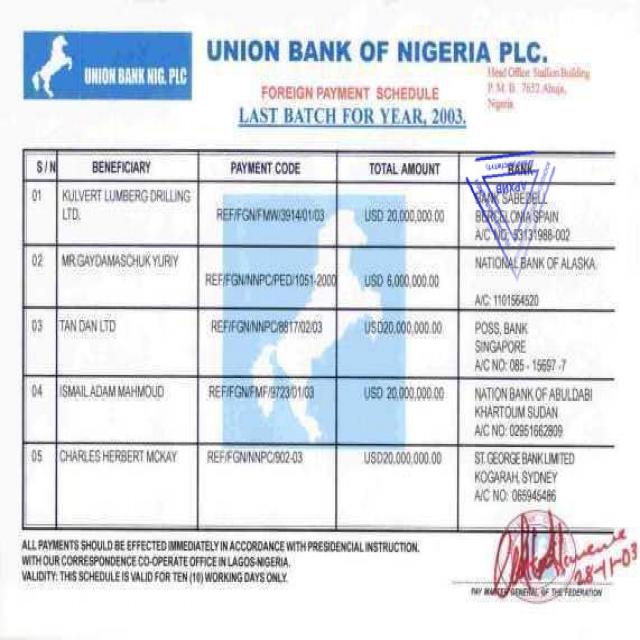 UNION BANK NIG. PLC
UNION BANK OF NIGERIA PLC.
Head Office Stallion Building
P. M. B. 7652 Abuja,
Nigeria
FOREIGN PAYMENT SCHEDULE
LAST BATCH FOR YEAR, 2003.
S / N BENEFICIARY PAYMENT CODE TOTAL AMOUNT BANK
01 KULVERT LUMBERG DRILLING LTD. REF/FGN/FMW/3914/01/03 USD 20,000,000.00 BANK SABEDELL
BERCELONIA SPAIN
A/C NO: 53131988-002
02 MR.GAYDAMASCHUK YURIY REF/FGN/NNPC/PED/1051-2000 USD 6,000,000.00 NATIONAL BANK OF ALASKA.
A/C: 1101564520
03 TAN DAN LTD REF/FGN/NNPC/8817/02/03 USD20,000,000.00 POSS, BANK
SINGAPORE
A/C NO: 085 - 15697 -7
04 ISMAIL ADAM MAHMOUD REF/FGN/FMF/9723/01/03 USD 20,000,000.00 NATION BANK OF ABULDABI
KHARTOUM SUDAN
A/C NO: 02951662809
05 CHARLES HERBERT MCKAY REF/FGN/NNPC/902-03 USD20,000,000.00 ST. GEORGE BANK LIMITED
KOGARAH, SYDNEY
A/C NO: 065945486
ALL PAYMENTS SHOULD BE EFFECTED IMMEDIATELY IN ACCORDANCE WITH PRESIDENCIAL INSTRUCTION.
WITH OUR CORRESPONDENCE CO-OPERATE OFFICE IN LAGOS-NIGERIA.
VALIDITY: THIS SCHEDULE IS VALID FOR TEN (10) WORKING DAYS ONLY.
28-11-03
PAY MASTER GENERAL OF THE FEDERATION